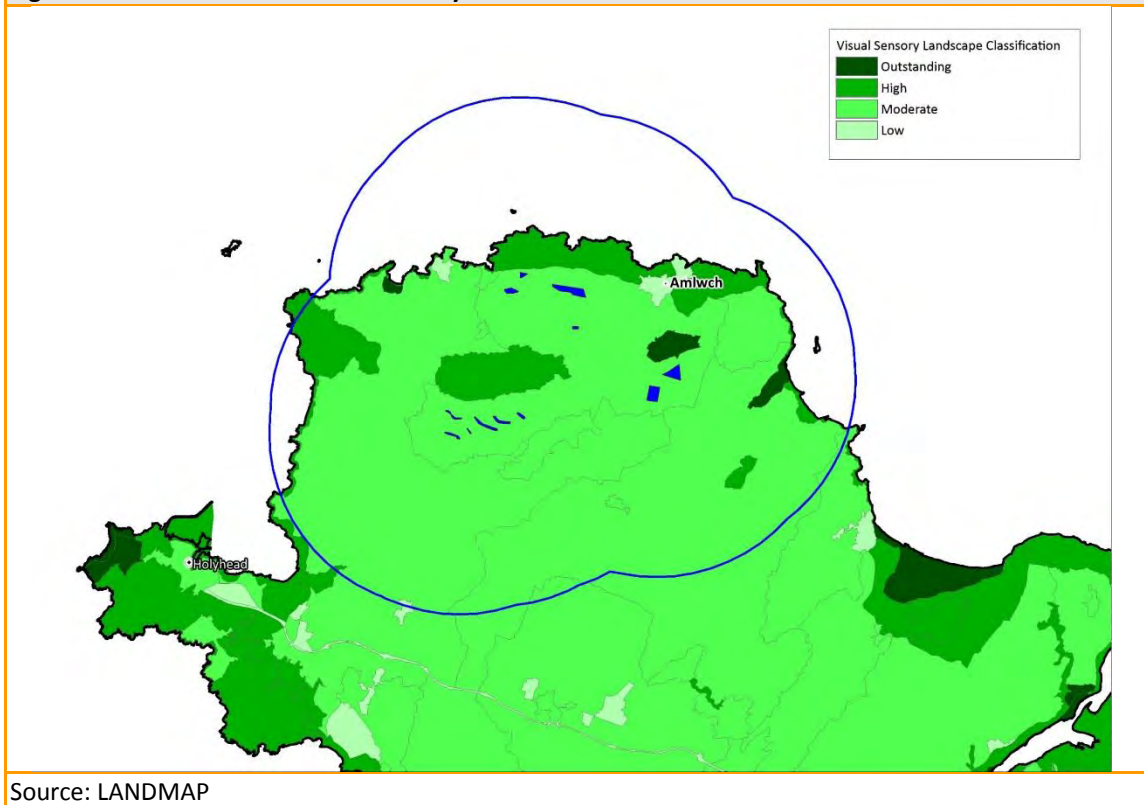 Visual Sensory Landscape Classification
Outstanding
High
Moderate
Low
Amlwch
Holyhead
Source: LANDMAP